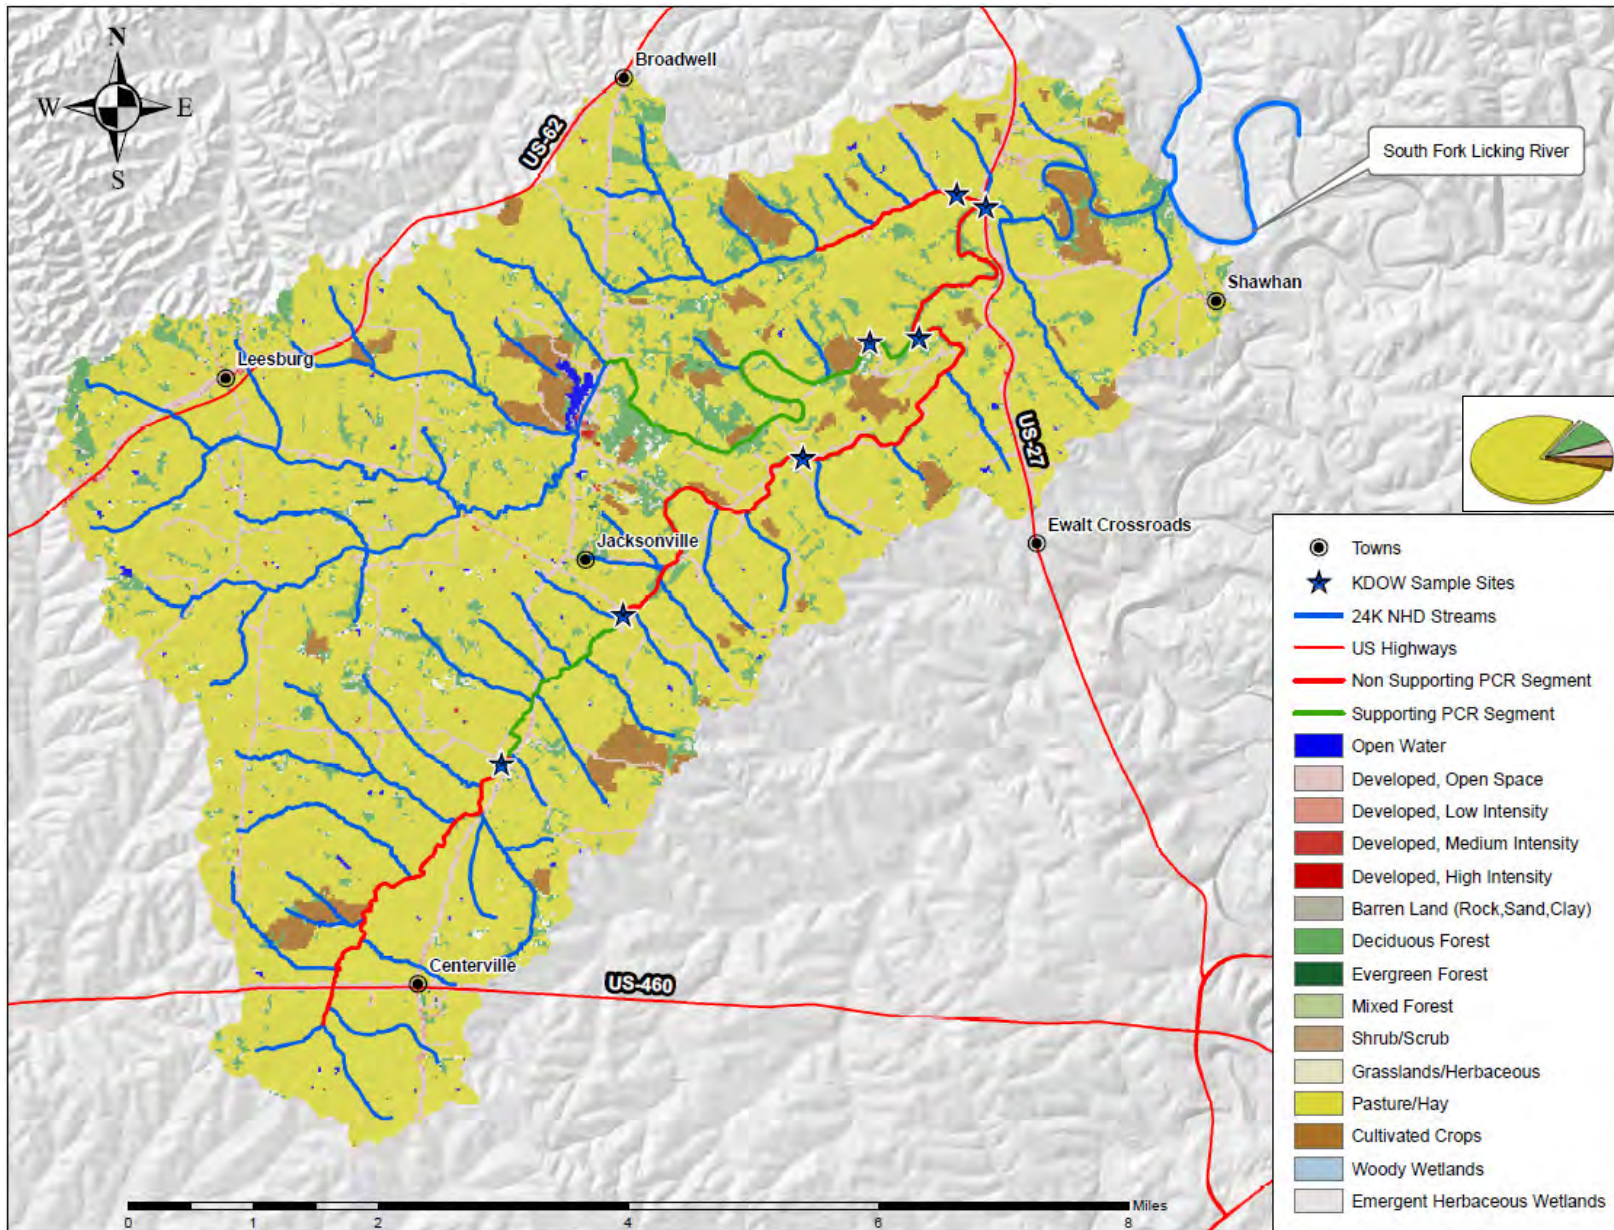 N
W
E
S
Broadwell
US-62
South Fork Licking River
Shawhan
Leesburg
US-27
Ewalt Crossroads
Jacksonville
Centerville
US-460
Towns
KDOW Sample Sites
24K NHD Streams
US Highways
Non Supporting PCR Segment
Supporting PCR Segment
Open Water
Developed, Open Space
Developed, Low Intensity
Developed, Medium Intensity
Developed, High Intensity
Barren Land (Rock,Sand,Clay)
Deciduous Forest
Evergreen Forest
Mixed Forest
Shrub/Scrub
Grasslands/Herbaceous
Pasture/Hay
Cultivated Crops
Woody Wetlands
Emergent Herbaceous Wetlands
Miles
0 1 2 4 6 8